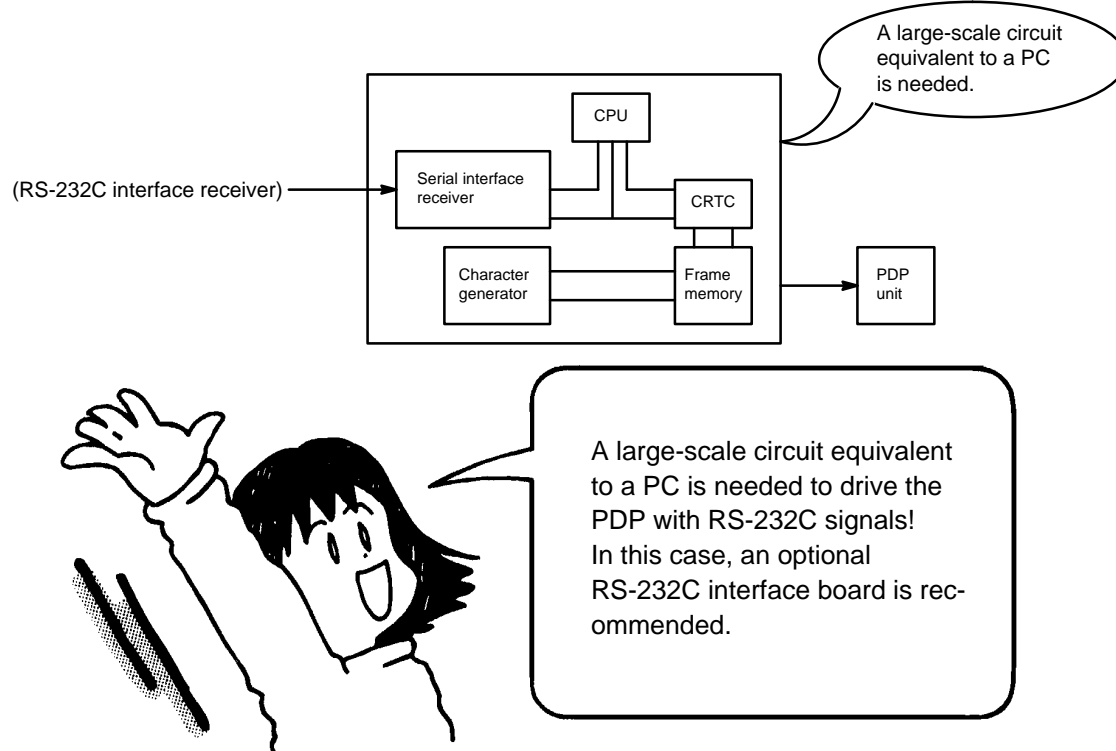 A large-scale circuit
equivalent to a PC
is needed.
CPU
(RS-232C interface receiver)
Serial interface
receiver
CRTC
Character
generator
Frame
memory
PDP
unit
A large-scale circuit equivalent
to a PC is needed to drive the
PDP with RS-232C signals!
In this case, an optional
RS-232C interface board is rec-
ommended.